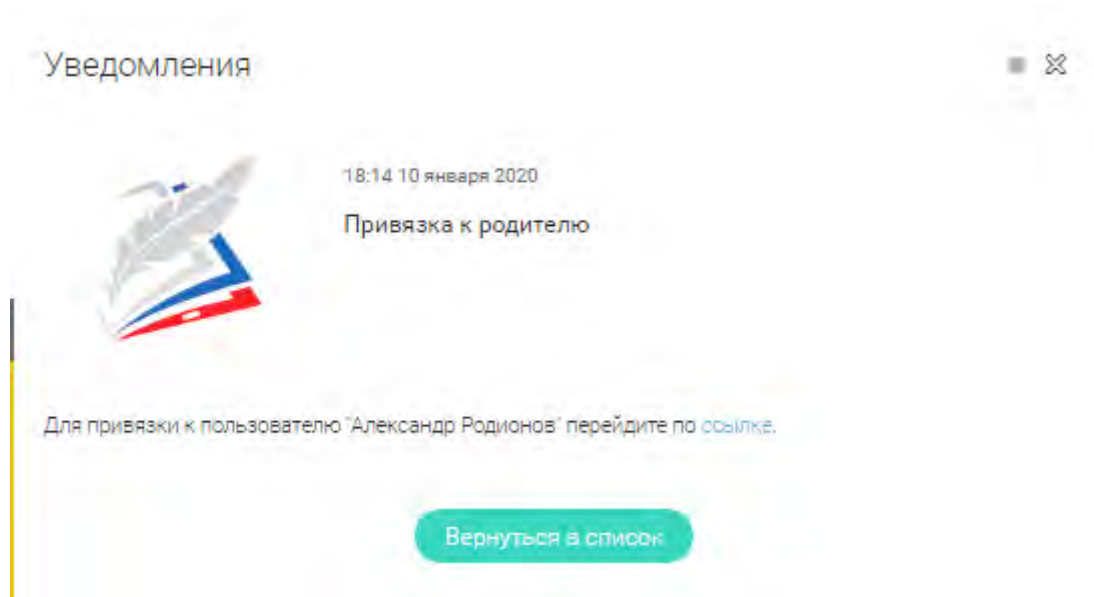 Уведомления
18:14 10 января 2020
Привязка к родителю
Для привязки к пользователю "Александр Родионов" перейдите по ссылке.
Вернуться в список